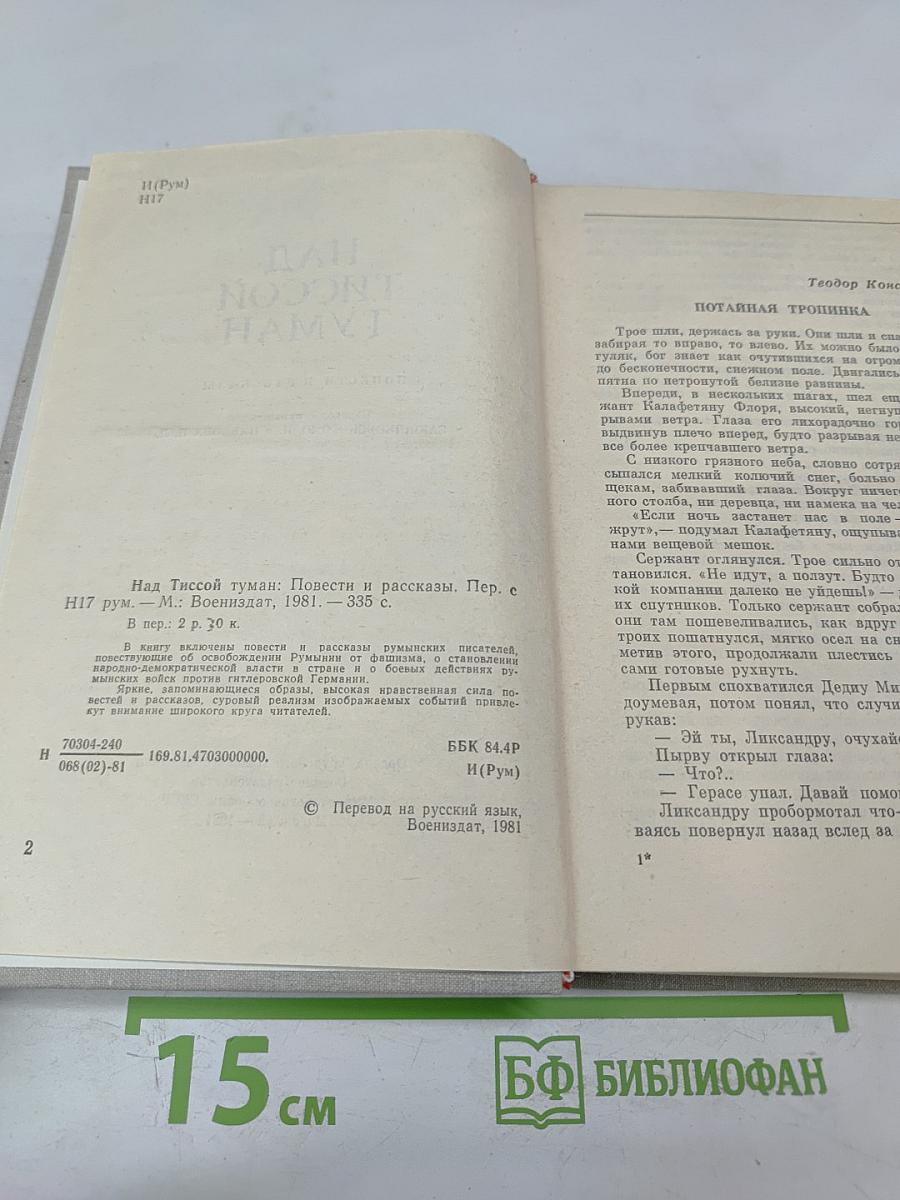 И(Рум)
Н17
НАД
ТИССОЙ
ТУМАН
Над Тиссой туман: Повести и рассказы. Пер. с
Н17 рум. — М.: Воениздат, 1981. — 335 с.
В пер.: 2 р. 30 к.
В книгу включены повести и рассказы румынских писателей,
повествующие об освобождении Румынии от фашизма, о становлении
народно-демократической власти в стране и о боевых действиях ру-
мынских войск против гитлеровской Германии.
Яркие, запоминающиеся образы, высокая нравственная сила по-
вестей и рассказов, суровый реализм изображаемых событий привле-
кут внимание широкого круга читателей.
Н 70304-240
068(02)-81 — 169.81.4703000000.
ББК 84.4Р
И(Рум)
© Перевод на русский язык,
Воениздат, 1981
2
Теодор Конс
ПОТАЙНАЯ ТРОПИНКА
Трое шли, держась за руки. Они шли и спа
забирая то вправо, то влево. Их можно было
гуляк, бог знает как очутившихся на огром
до бесконечности, снежном поле. Двигались
пятна по нетронутой белизне равнины.
Впереди, в нескольких шагах, шел ещ
жант Калафетяну Флоря, высокий, негнущ
рывами ветра. Глаза его лихорадочно гор
выдвинув плечо вперед, будто разрывая не
все более крепчавшего ветра.
С низкого грязного неба, словно сотря
сыпался мелкий колючий снег, больно
щекам, забивавший глаза. Вокруг ничег
ного столба, ни деревца, ни намека на чел
«Если ночь застанет нас в поле —
жрут»,— подумал Калафетяну, ощупыва
нами вещевой мешок.
Сержант оглянулся. Трое сильно от
тановился. «Не идут, а ползут. Будто
кой компании далеко не уйдешь!» —
их спутников. Только сержант собрал
они там пошевеливались, как вдруг
троих пошатнулся, мягко осел на сн
метив этого, продолжали плестись
сами готовые рухнуть.
Первым спохватился Дедиу Ми
доумевая, потом понял, что случи
рукав:
— Эй ты, Ликсандру, очухайс
Пырву открыл глаза:
— Что?..
— Герасе упал. Давай помо
Ликсандру пробормотал что-
ваясь повернул назад вслед за
1*
15 см
БФ БИБЛИОФАН